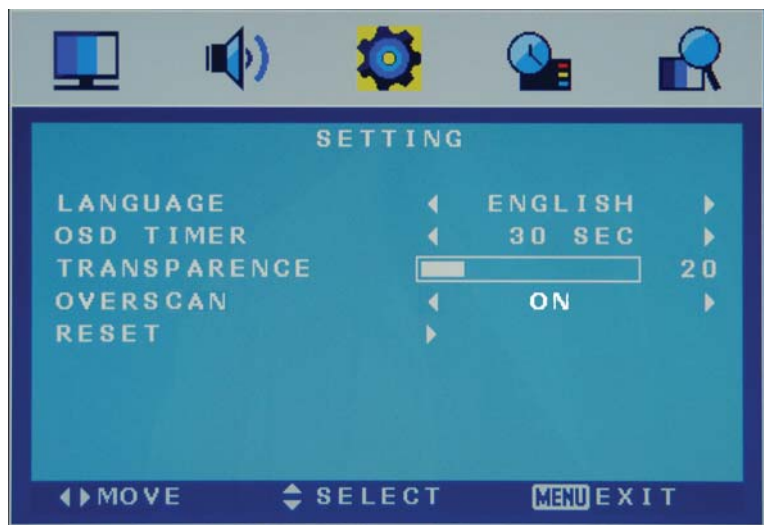 SETTING
LANGUAGE ENGLISH
OSD TIMER 30 SEC
TRANSPARENCE 20
OVERSCAN ON
RESET
MOVE SELECT MENU EXIT